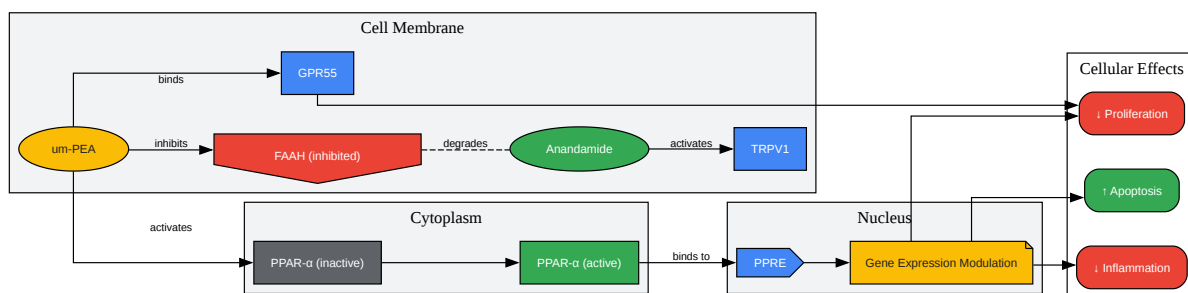 Cell Membrane
GPR55
binds
Cellular Effects
↓ Proliferation
um-PEA
inhibits
FAAH (inhibited)
degrades
Anandamide
activates
TRPV1
↑ Apoptosis
Cytoplasm
Nucleus
activates
PPAR-α (inactive)
PPAR-α (active)
binds to
PPRE
Gene Expression Modulation
↓ Inflammation